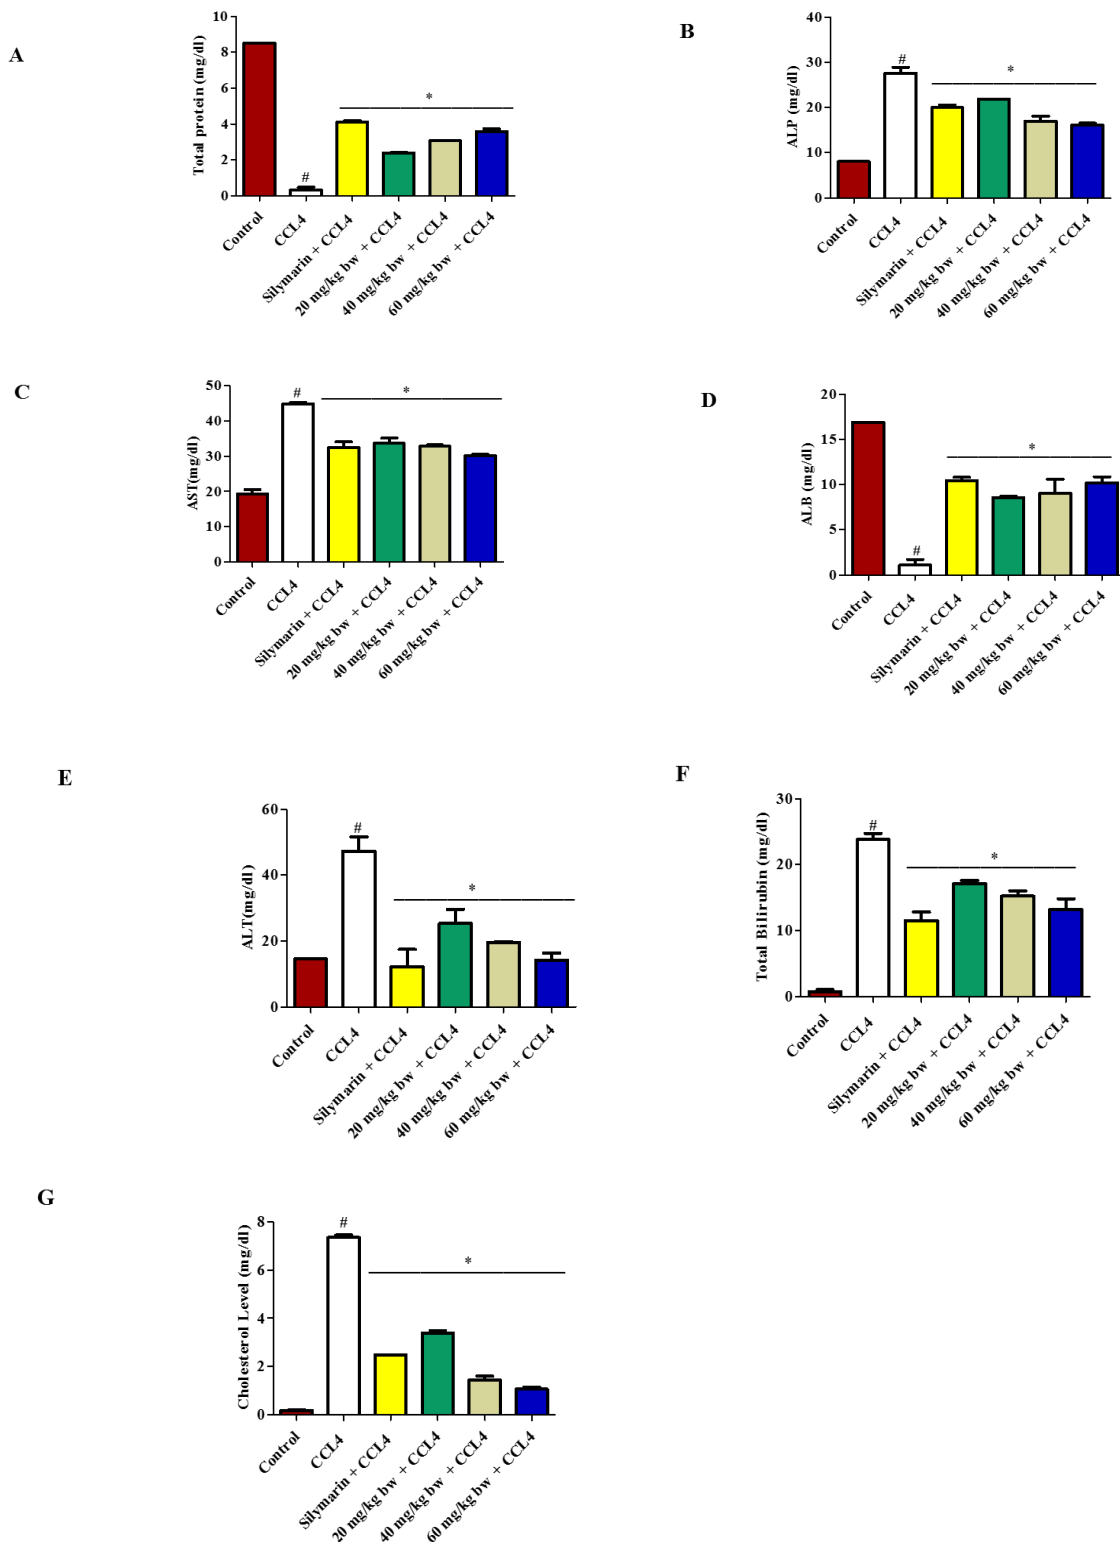 A
Total protein (mg/dl)
10
8
6
4
2
0
#
*
Control
CCL4
Silymarin + CCL4
20 mg/kg bw + CCL4
40 mg/kg bw + CCL4
60 mg/kg bw + CCL4
B
ALP (mg/dl)
40
30
20
10
0
#
*
Control
CCL4
Silymarin + CCL4
20 mg/kg bw + CCL4
40 mg/kg bw + CCL4
60 mg/kg bw + CCL4
C
AST(mg/dl)
50
40
30
20
10
0
#
*
Control
CCL4
Silymarin + CCL4
20 mg/kg bw + CCL4
40 mg/kg bw + CCL4
60 mg/kg bw + CCL4
D
ALB (mg/dl)
20
15
10
5
0
#
*
Control
CCL4
Silymarin + CCL4
20 mg/kg bw + CCL4
40 mg/kg bw + CCL4
60 mg/kg bw + CCL4
E
ALT(mg/dl)
60
40
20
0
#
*
Control
CCL4
Silymarin + CCL4
20 mg/kg bw + CCL4
40 mg/kg bw + CCL4
60 mg/kg bw + CCL4
F
Total Bilirubin (mg/dl)
30
20
10
0
#
*
Control
CCL4
Silymarin + CCL4
20 mg/kg bw + CCL4
40 mg/kg bw + CCL4
60 mg/kg bw + CCL4
G
Cholesterol Level (mg/dl)
8
6
4
2
0
#
*
Control
CCL4
Silymarin + CCL4
20 mg/kg bw + CCL4
40 mg/kg bw + CCL4
60 mg/kg bw + CCL4